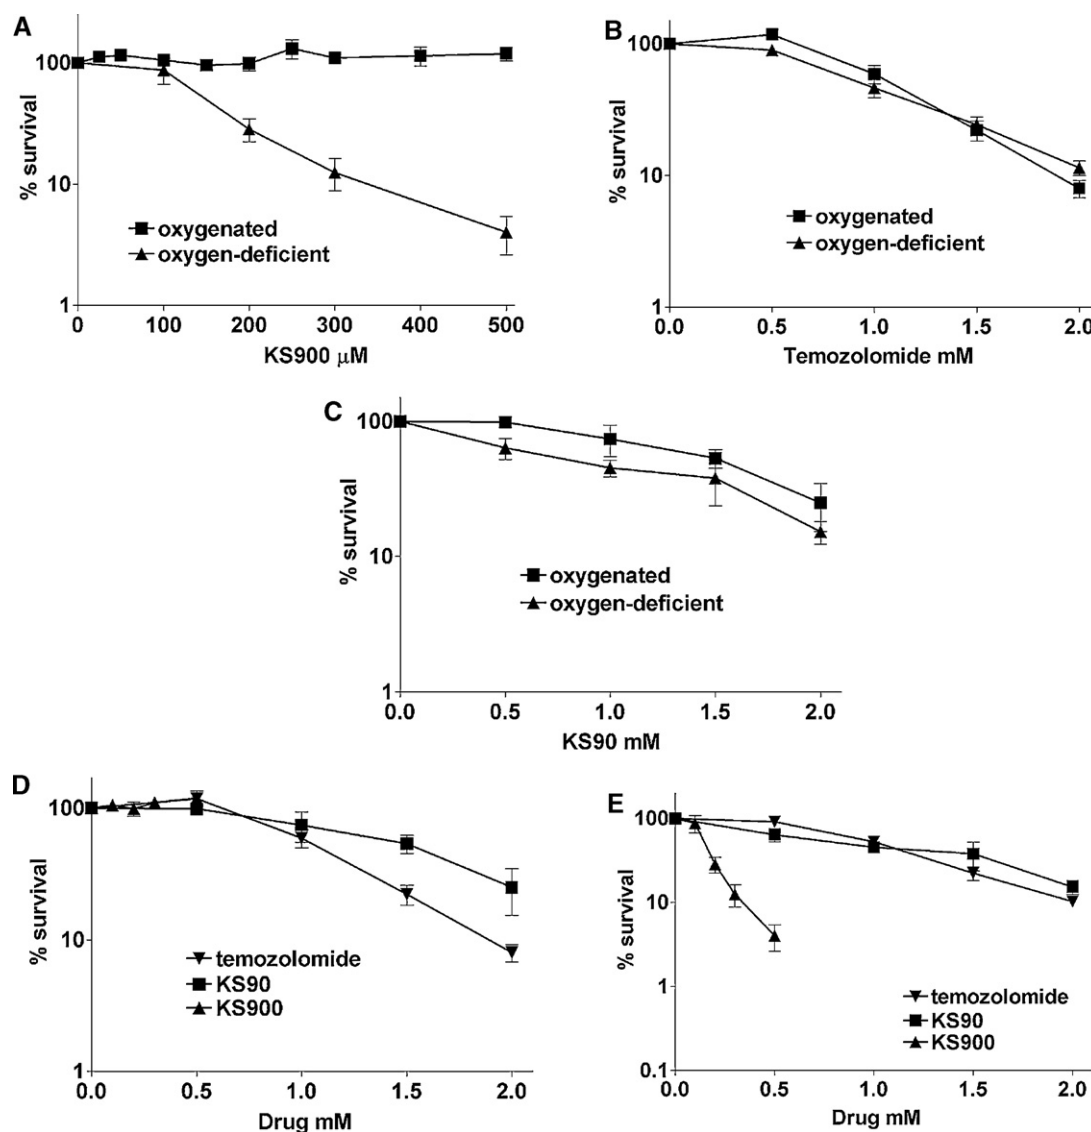 A
% survival
100
10
1
oxygenated
oxygen-deficient
0 100 200 300 400 500
KS900 μM
B
% survival
100
10
1
oxygenated
oxygen-deficient
0.0 0.5 1.0 1.5 2.0
Temozolomide mM
C
% survival
100
10
1
oxygenated
oxygen-deficient
0.0 0.5 1.0 1.5 2.0
KS90 mM
D
% survival
100
10
1
temozolomide
KS90
KS900
0.0 0.5 1.0 1.5 2.0
Drug mM
E
% survival
100
10
1
0.1
temozolomide
KS90
KS900
0.0 0.5 1.0 1.5 2.0
Drug mM